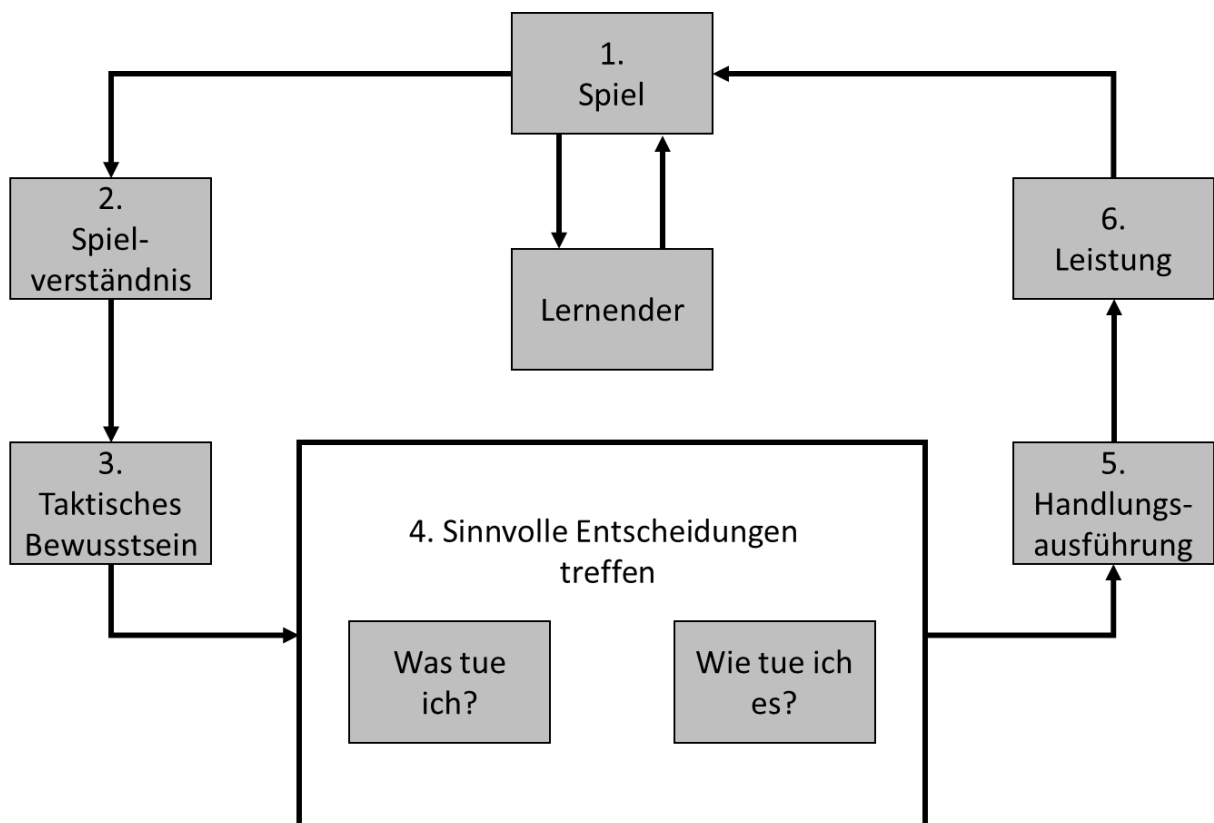 1.
Spiel
2.
Spiel-
verständnis
Lernender
6.
Leistung
3.
Taktisches
Bewusstsein
4. Sinnvolle Entscheidungen
treffen
Was tue
ich?
Wie tue ich
es?
5.
Handlungs-
ausführung